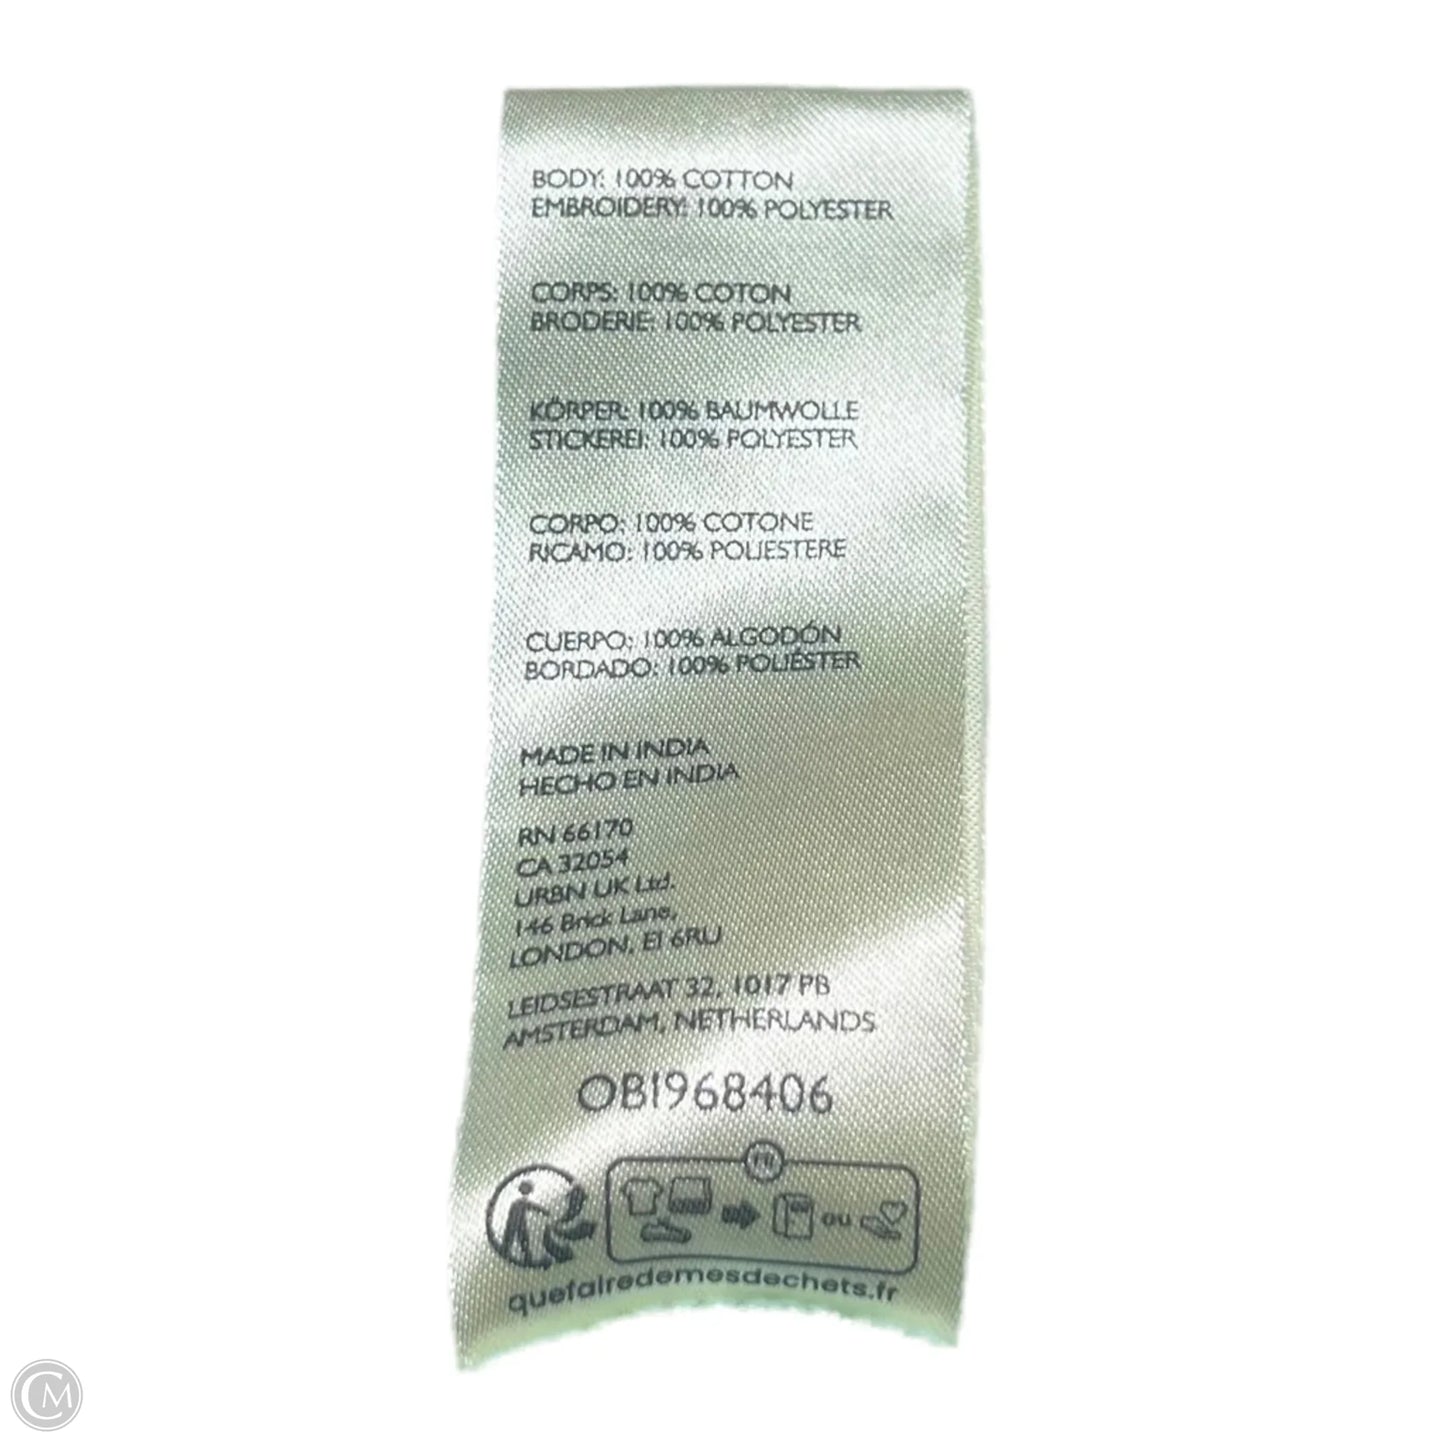 BODY: 100% COTTON
EMBROIDERY: 100% POLYESTER
CORPS: 100% COTON
BRODERIE: 100% POLYESTER
KÖRPER: 100% BAUMWOLLE
STICKEREI: 100% POLYESTER
CORPO: 100% COTONE
RICAMO: 100% POLIESTERE
CUERPO: 100% ALGODÓN
BORDADO: 100% POLIÉSTER
MADE IN INDIA
HECHO EN INDIA
RN 66170
CA 32054
URBN UK Ltd.
146 Brick Lane,
LONDON, E1 6RU
LEIDSESTRAAT 32, 1017 PB
AMSTERDAM, NETHERLANDS
OB1968406
FR
ou
quefairedemesdechets.fr
CM